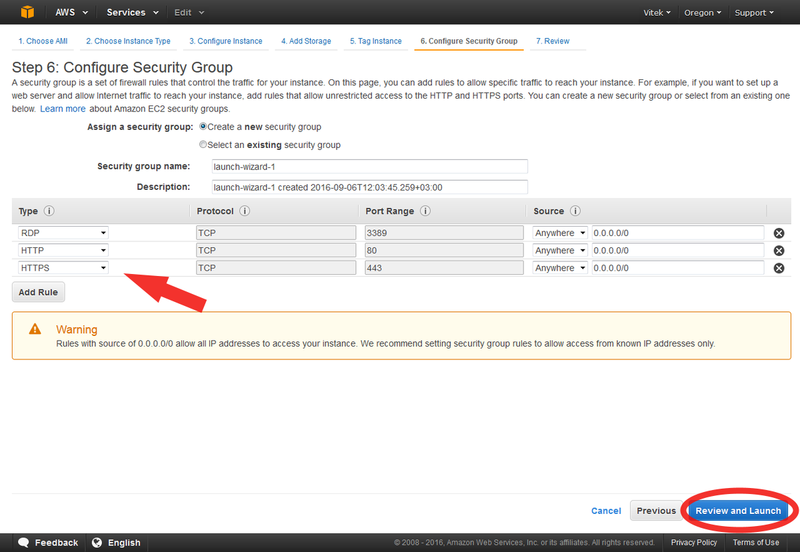 AWS Services Edit Vitek Oregon Support
1. Choose AMI 2. Choose Instance Type 3. Configure Instance 4. Add Storage 5. Tag Instance 6. Configure Security Group 7. Review
Step 6: Configure Security Group
A security group is a set of firewall rules that control the traffic for your instance. On this page, you can add rules to allow specific traffic to reach your instance. For example, if you want to set up a
web server and allow Internet traffic to reach your instance, add rules that allow unrestricted access to the HTTP and HTTPS ports. You can create a new security group or select from an existing one
below. Learn more about Amazon EC2 security groups.
Assign a security group: Create a new security group
Select an existing security group
Security group name: launch-wizard-1
Description: launch-wizard-1 created 2016-09-06T12:03:45.259+03:00
Type Protocol Port Range Source
RDP TCP 3389 Anywhere 0.0.0.0/0
HTTP TCP 80 Anywhere 0.0.0.0/0
HTTPS TCP 443 Anywhere 0.0.0.0/0
Add Rule
Warning
Rules with source of 0.0.0.0/0 allow all IP addresses to access your instance. We recommend setting security group rules to allow access from known IP addresses only.
Cancel Previous Review and Launch
Feedback English © 2008 - 2016, Amazon Web Services, Inc. or its affiliates. All rights reserved. Privacy Policy Terms of Use